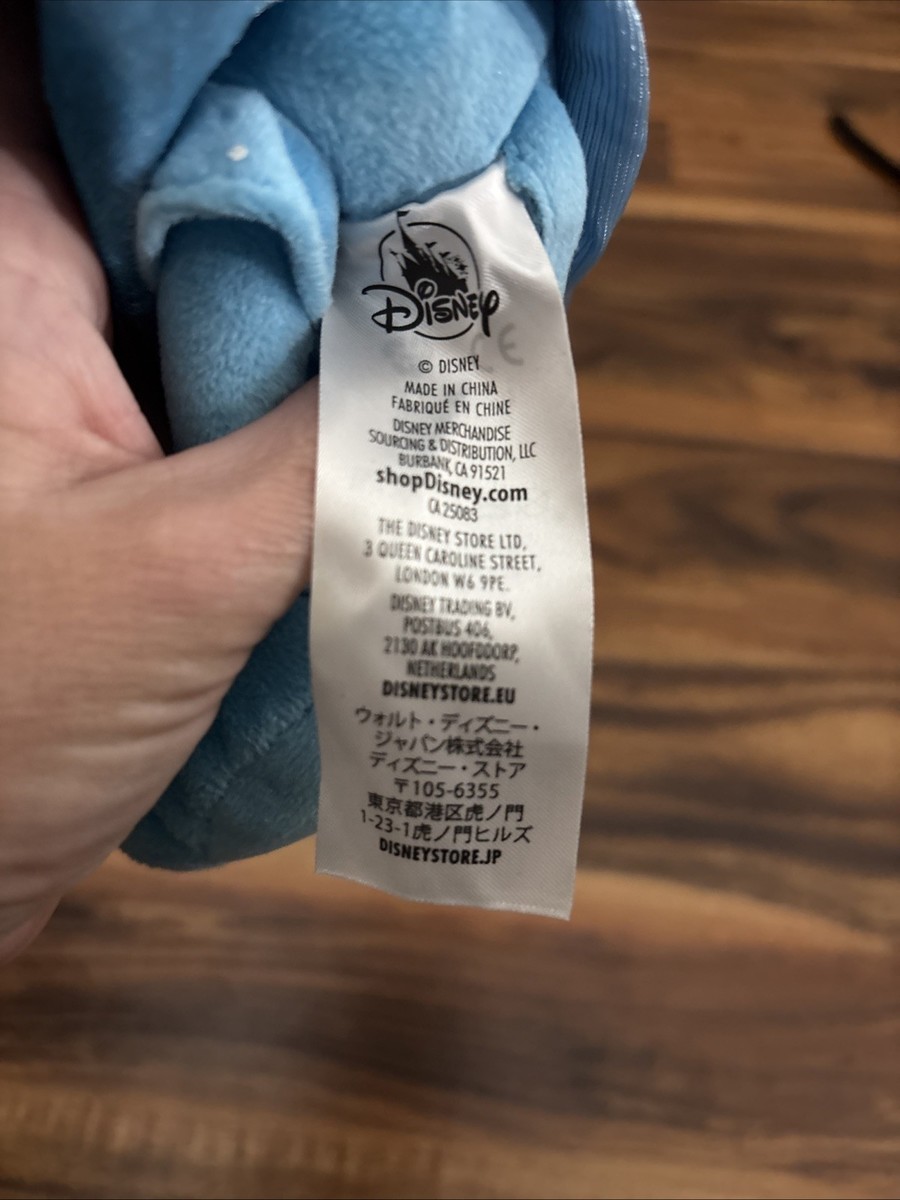 Disney
© DISNEY
MADE IN CHINA
FABRIQUÉ EN CHINE
DISNEY MERCHANDISE
SOURCING & DISTRIBUTION, LLC
BURBANK, CA 91521
shopDisney.com
CA 25083
THE DISNEY STORE LTD,
3 QUEEN CAROLINE STREET,
LONDON W6 9PE.
DISNEY TRADING BV,
POSTBUS 406,
2130 AK HOOFDDORP,
NETHERLANDS
DISNEYSTORE.EU
ウォルト・ディズニー・
ジャパン株式会社
ディズニー・ストア
〒105-6355
東京都港区虎ノ門
1-23-1虎ノ門ヒルズ
DISNEYSTORE.JP